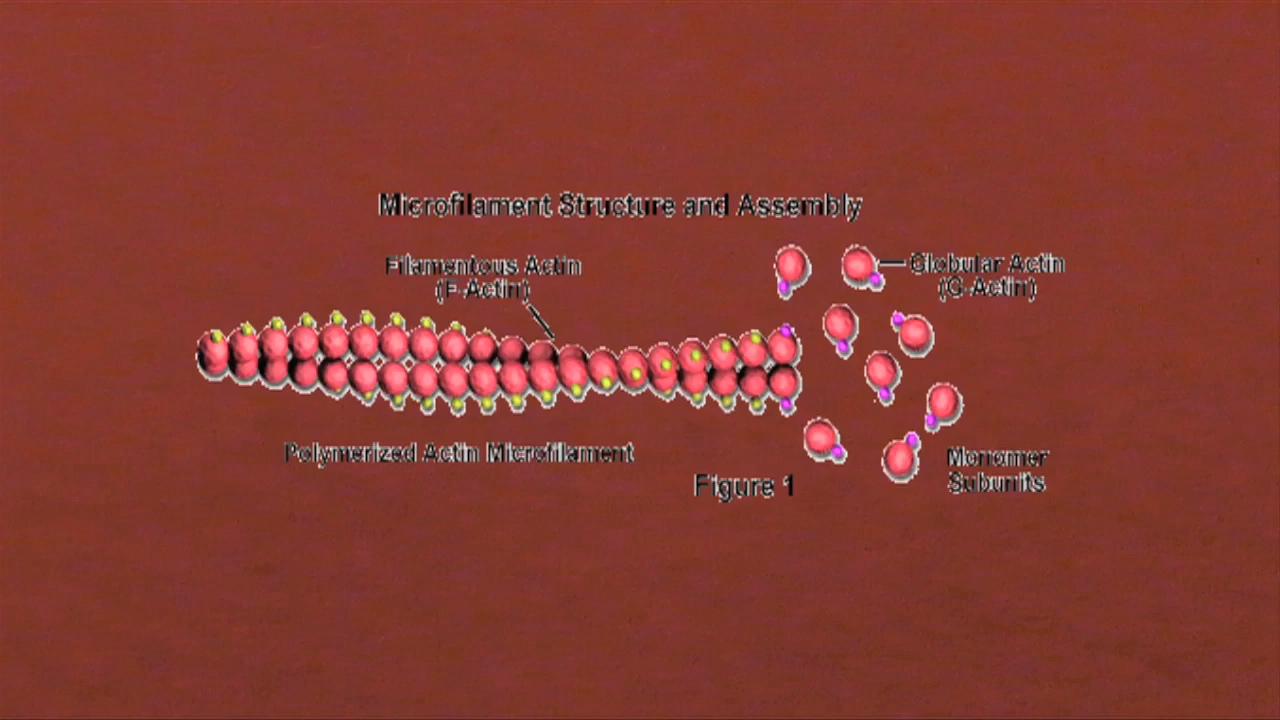 Microfilament Structure and Assembly
Filamentous Actin
(F-Actin)
Globular Actin
(G-Actin)
Polymerized Actin Microfilament
Monomer
Subunits
Figure 1